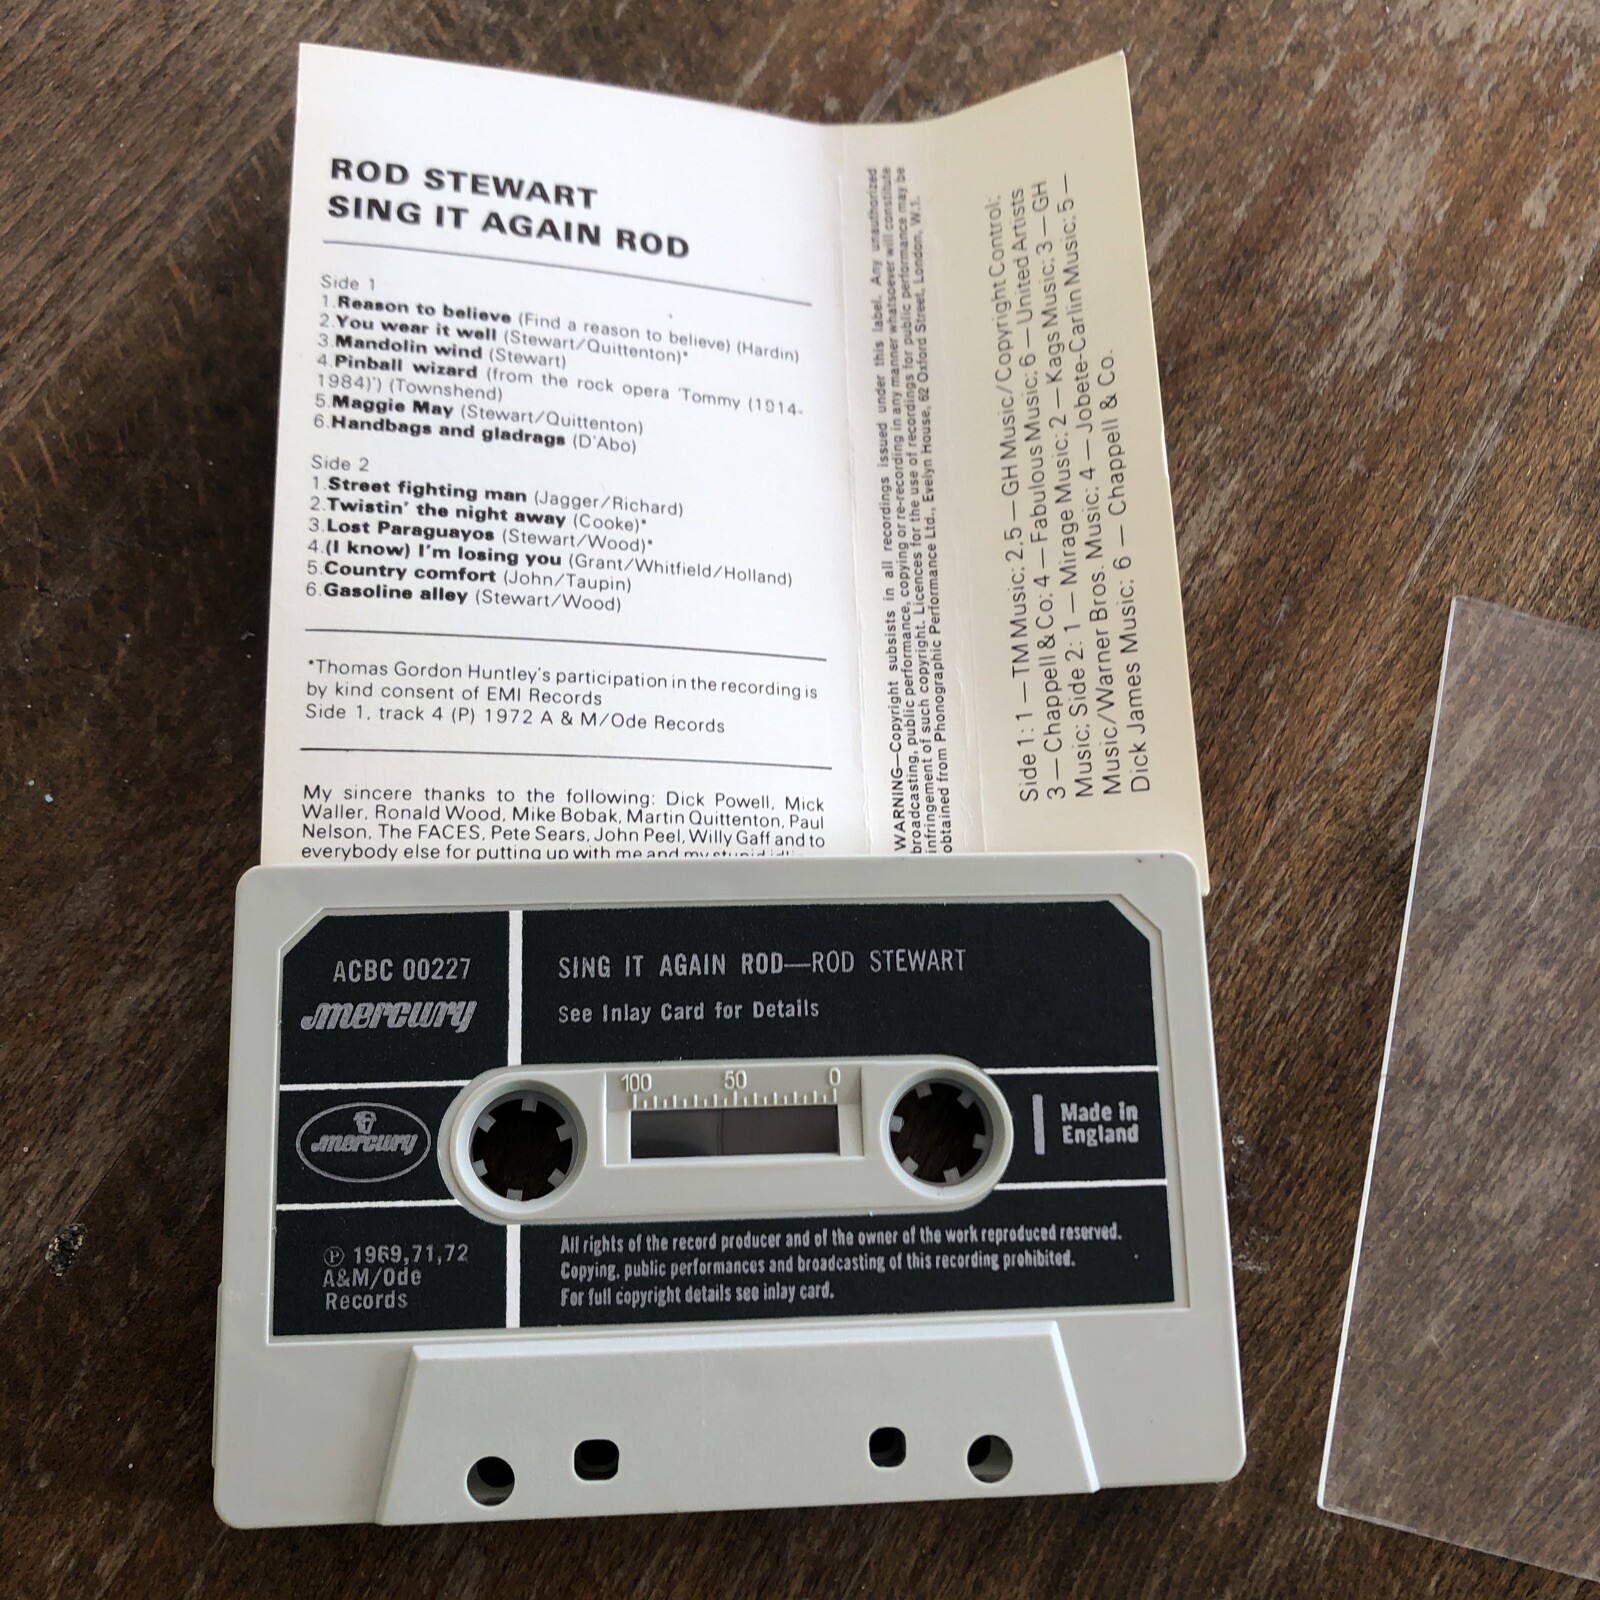 ROD STEWART
SING IT AGAIN ROD
Side 1
1.Reason to believe (Find a reason to believe) (Hardin)
2.You wear it well (Stewart/Quittenton)*
3.Mandolin wind (Stewart)
4.Pinball wizard (from the rock opera 'Tommy (1914-
1984)') (Townshend)
5.Maggie May (Stewart/Quittenton)
6.Handbags and gladrags (D'Abo)
Side 2
1.Street fighting man (Jagger/Richard)
2.Twistin' the night away (Cooke)*
3.Lost Paraguayos (Stewart/Wood)*
4.(I know) I'm losing you (Grant/Whitfield/Holland)
5.Country comfort (John/Taupin)
6.Gasoline alley (Stewart/Wood)
*Thomas Gordon Huntley's participation in the recording is
by kind consent of EMI Records
Side 1, track 4 (P) 1972 A & M/Ode Records
My sincere thanks to the following: Dick Powell, Mick
Waller, Ronald Wood, Mike Bobak, Martin Quittenton, Paul
Nelson, The FACES, Pete Sears, John Peel, Willy Gaff and to
everybody else for putting up with me and my stupid
WARNING—Copyright subsists in all recordings issued under this label. Any unauthorized
broadcasting, public performance, copying or re-recording in any manner whatsoever will constitute
infringement of such copyright. Licences for the use of recordings for public performance may be
obtained from Phonographic Performance Ltd., Evelyn House, 62 Oxford Street, London, W.1.
Side 1: 1 — TM Music; 2,5 — GH Music/Copyright Control;
3 — Chappell & Co; 4 — Fabulous Music; 6 — United Artists
Music; Side 2: 1 — Mirage Music; 2 — Kags Music; 3 — GH
Music/Warner Bros. Music; 4 — Jobete-Carlin Music; 5 —
Dick James Music; 6 — Chappell & Co.
ACBC 00227
mercury
SING IT AGAIN ROD—ROD STEWART
See Inlay Card for Details
100 50 0
mercury
Made in
England
Ⓟ 1969,71,72
A&M/Ode
Records
All rights of the record producer and of the owner of the work reproduced reserved.
Copying, public performances and broadcasting of this recording prohibited.
For full copyright details see inlay card.